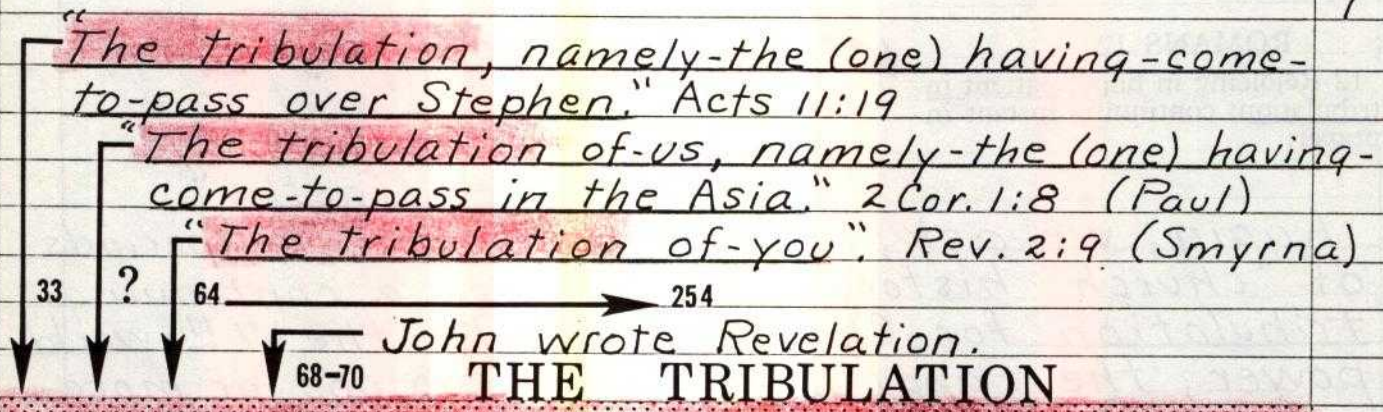 "The tribulation, namely-the (one) having-come-
to-pass over Stephen." Acts 11:19
"The tribulation of-us, namely-the (one) having-
come-to-pass in the Asia." 2 Cor. 1:8 (Paul)
"The tribulation of-you". Rev. 2:9 (Smyrna)
33 ? 64 254
John wrote Revelation.
68-70 THE TRIBULATION